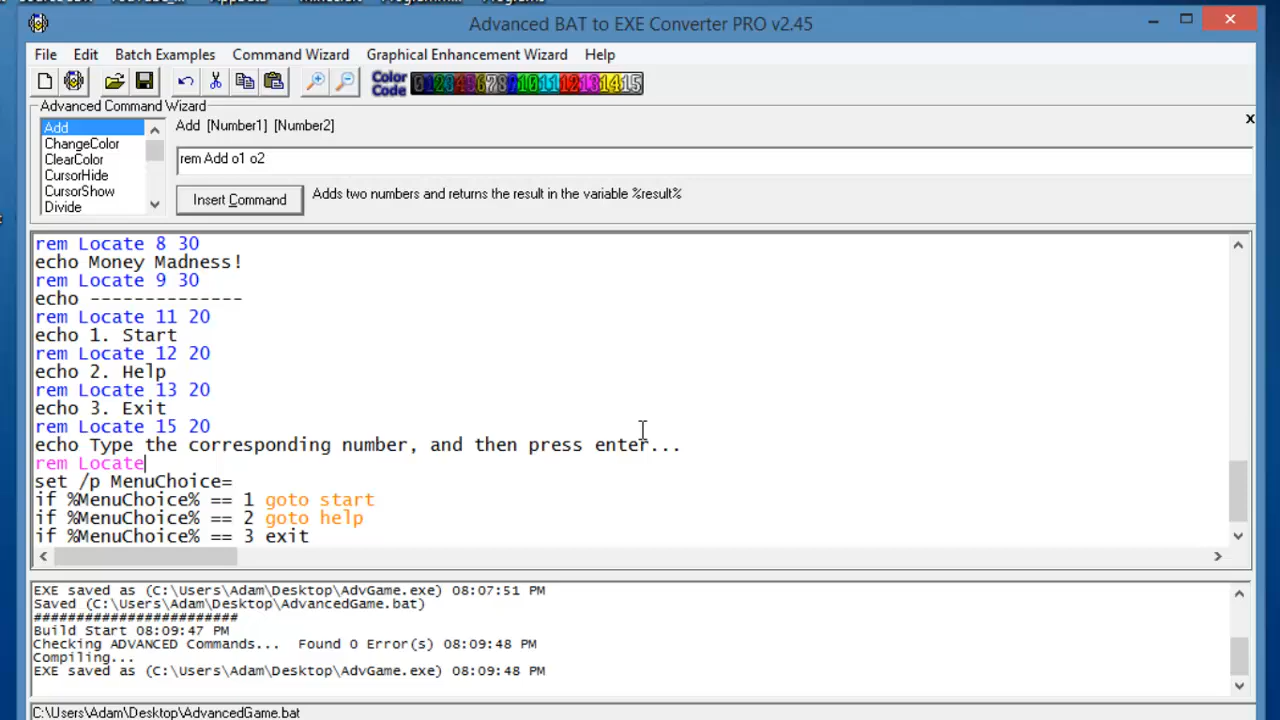 Advanced BAT to EXE Converter PRO v2.45
File Edit Batch Examples Command Wizard Graphical Enhancement Wizard Help
Color Code
Advanced Command Wizard
Add
ChangeColor
ClearColor
CursorHide
CursorShow
Divide
Add [Number1] [Number2]
x
rem Add o1 o2
Insert Command
Adds two numbers and returns the result in the variable %result%
rem Locate 8 30
echo Money Madness!
rem Locate 9 30
echo --------------
rem Locate 11 20
echo 1. Start
rem Locate 12 20
echo 2. Help
rem Locate 13 20
echo 3. Exit
rem Locate 15 20
echo Type the corresponding number, and then press enter...
rem Locate
set /p MenuChoice=
if %MenuChoice% == 1 goto start
if %MenuChoice% == 2 goto help
if %MenuChoice% == 3 exit
EXE saved as (C:\Users\Adam\Desktop\AdvGame.exe) 08:07:51 PM
Saved (C:\Users\Adam\Desktop\AdvancedGame.bat)
########################
Build Start 08:09:47 PM
Checking ADVANCED Commands... Found 0 Error(s) 08:09:48 PM
Compiling...
EXE saved as (C:\Users\Adam\Desktop\AdvGame.exe) 08:09:48 PM
C:\Users\Adam\Desktop\AdvancedGame.bat